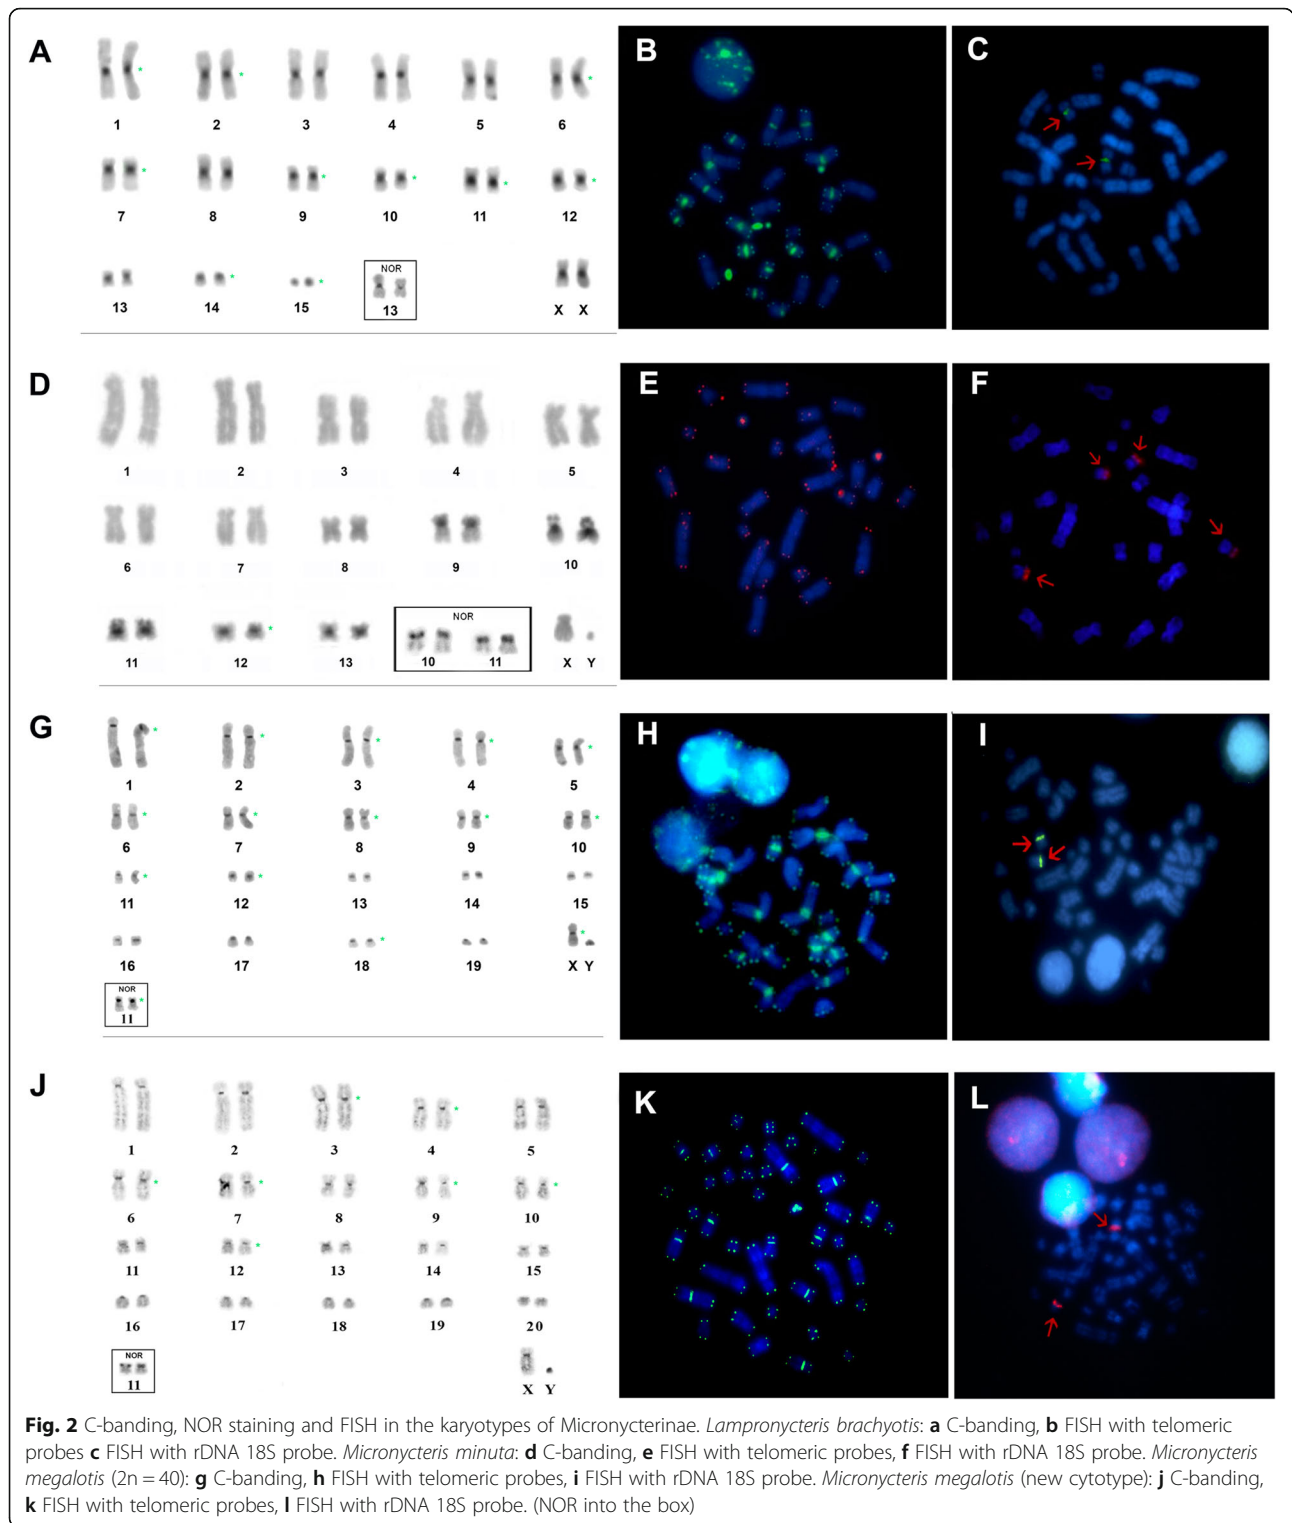 A
1 2 3 4 5 6
7 8 9 10 11 12
13 14 15 NOR 13 X X
B
C
D
1 2 3 4 5
6 7 8 9 10
11 12 13 NOR 10 11 X Y
E
F
G
1 2 3 4 5
6 7 8 9 10
11 12 13 14 15
16 17 18 19 X Y
NOR
11
H
I
J
1 2 3 4 5
6 7 8 9 10
11 12 13 14 15
16 17 18 19 20
NOR
11 X Y
K
L
Fig. 2 C-banding, NOR staining and FISH in the karyotypes of Micronycterinae. Lampronycteris brachyotis: a C-banding, b FISH with telomeric
probes c FISH with rDNA 18S probe. Micronycteris minuta: d C-banding, e FISH with telomeric probes, f FISH with rDNA 18S probe. Micronycteris
megalotis (2n = 40): g C-banding, h FISH with telomeric probes, i FISH with rDNA 18S probe. Micronycteris megalotis (new cytotype): j C-banding,
k FISH with telomeric probes, l FISH with rDNA 18S probe. (NOR into the box)